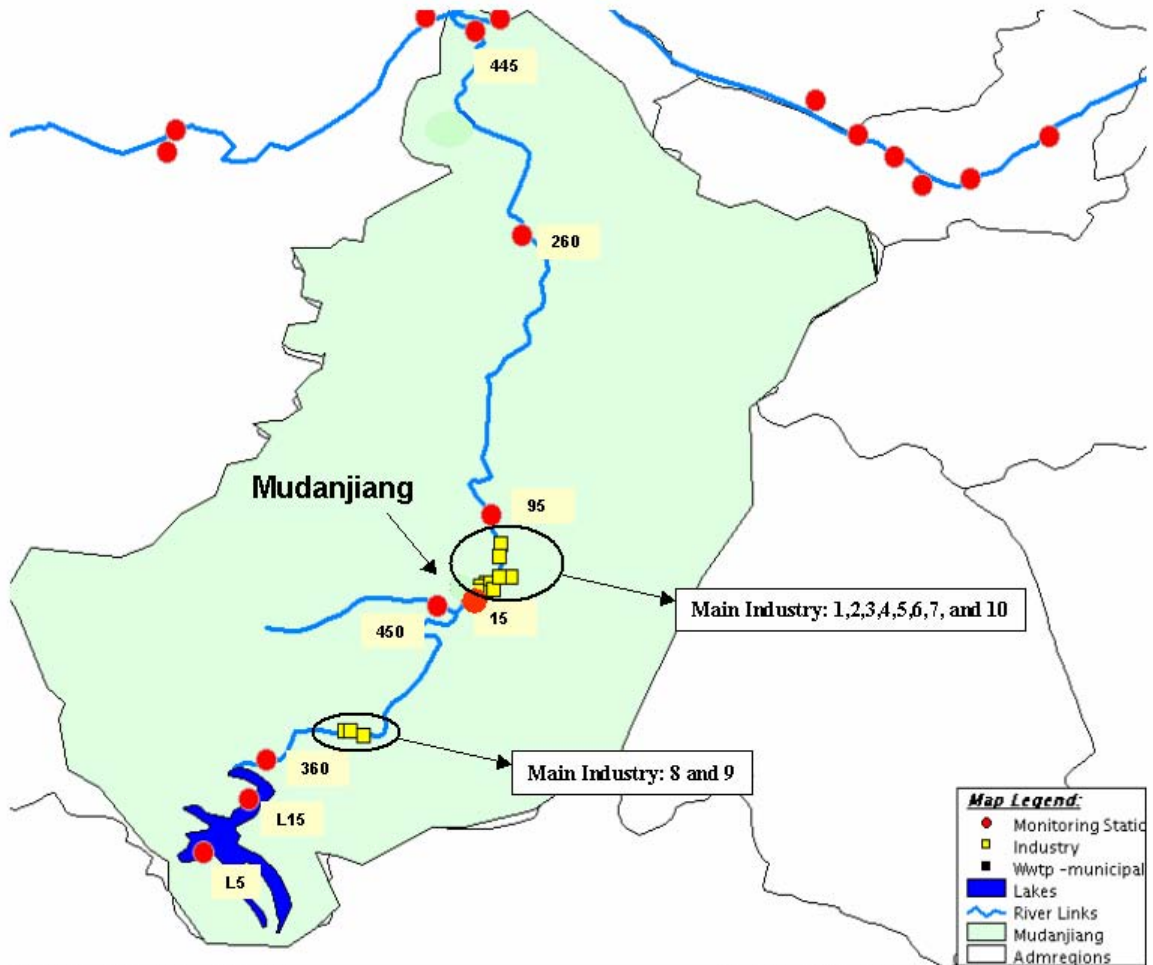 445
260
Mudanjiang
95
15
Main Industry: 1,2,3,4,5,6,7, and 10
450
360
Main Industry: 8 and 9
L15
L5
Map Legend:
Monitoring Static
Industry
Wwtp -municipal
Lakes
River Links
Mudanjiang
Admregions